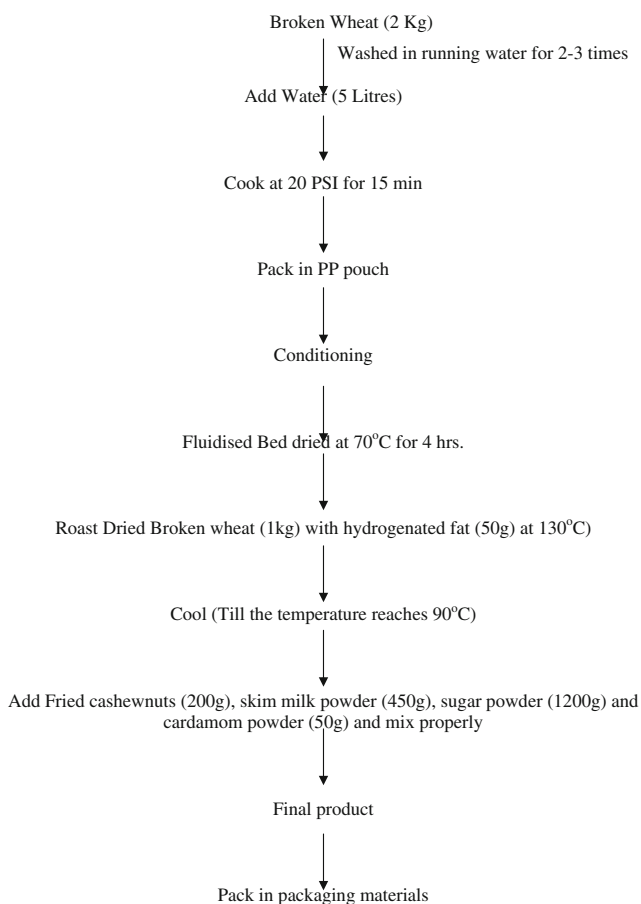 Broken Wheat (2 Kg)
Washed in running water for 2-3 times
Add Water (5 Litres)
Cook at 20 PSI for 15 min
Pack in PP pouch
Conditioning
Fluidised Bed dried at 70°C for 4 hrs.
Roast Dried Broken wheat (1kg) with hydrogenated fat (50g) at 130°C)
Cool (Till the temperature reaches 90°C)
Add Fried cashewnuts (200g), skim milk powder (450g), sugar powder (1200g) and
cardamom powder (50g) and mix properly
Final product
Pack in packaging materials